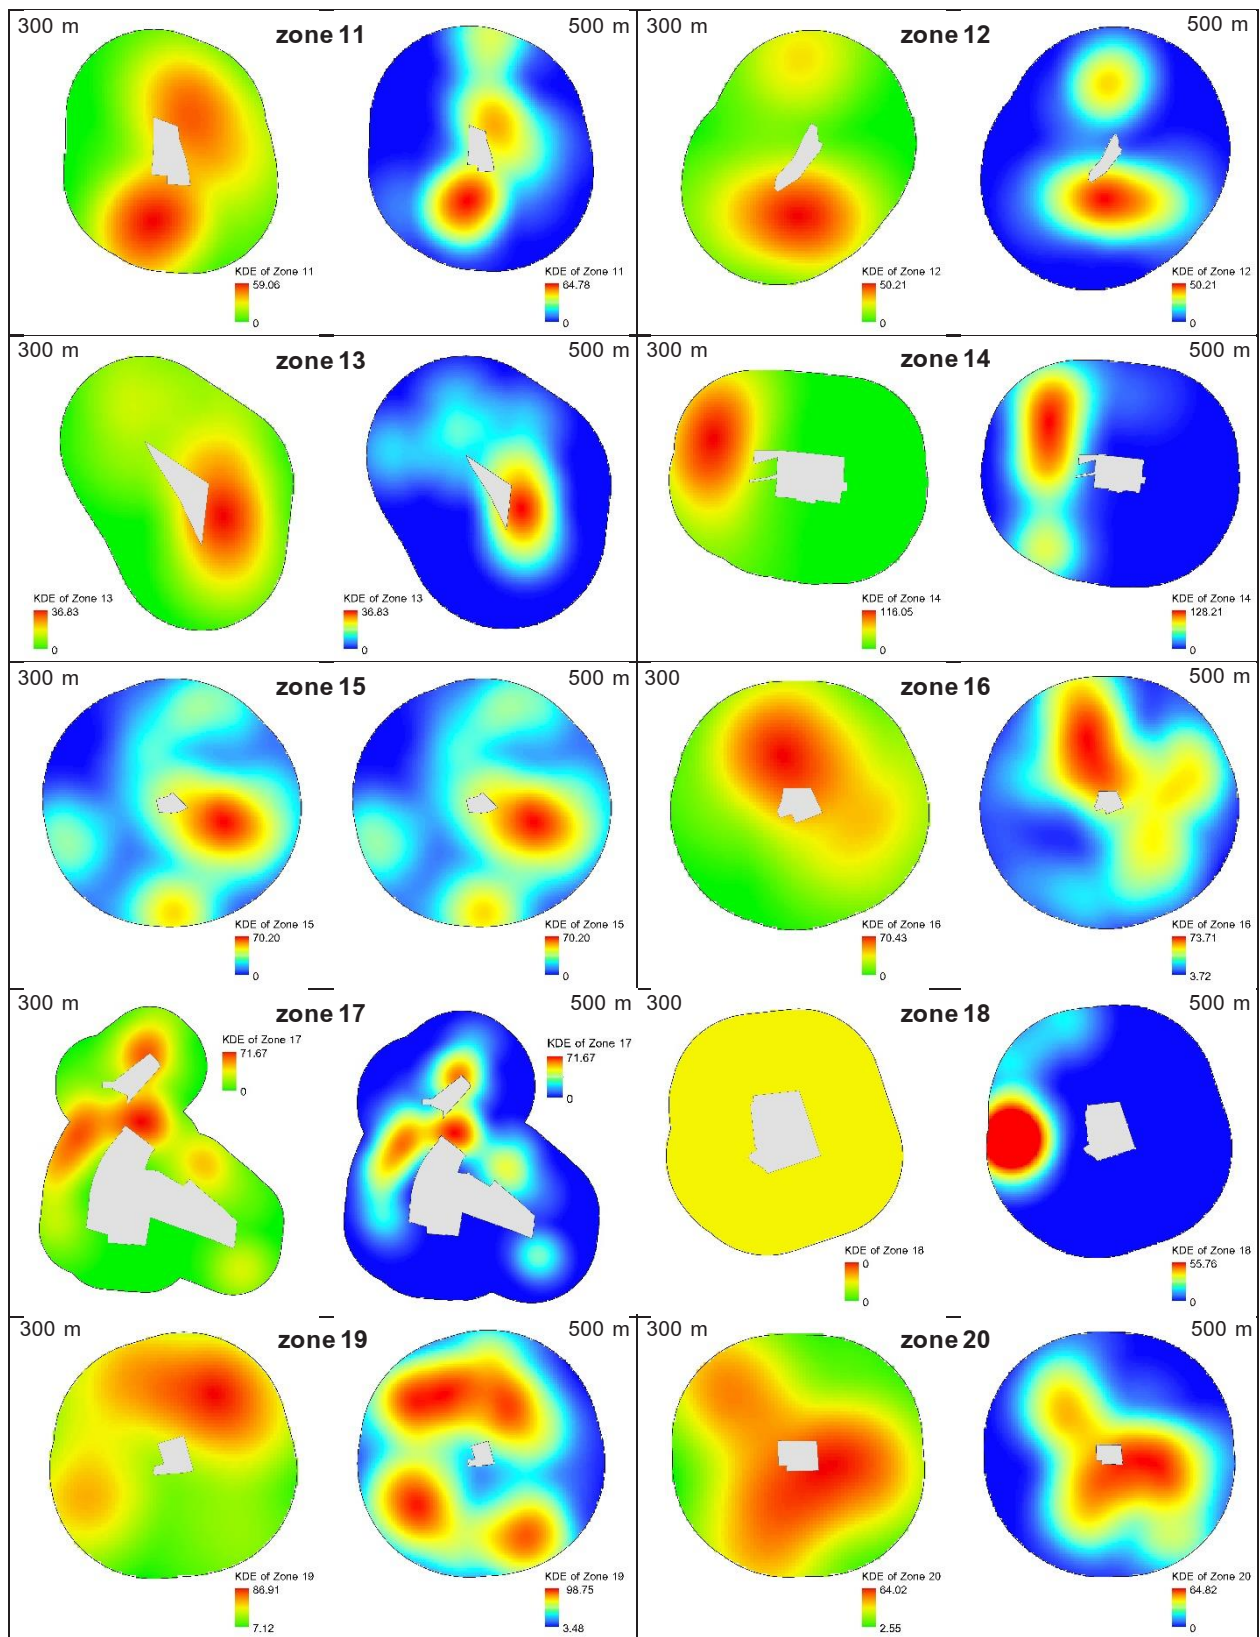 300 m
zone 11
500 m
KDE of Zone 11
59.06
0
KDE of Zone 11
64.78
0
300 m
zone 12
500 m
KDE of Zone 12
50.21
0
KDE of Zone 12
50.21
0
300 m
zone 13
500 m
KDE of Zone 13
36.83
0
KDE of Zone 13
36.83
0
300 m
zone 14
500 m
KDE of Zone 14
116.05
0
KDE of Zone 14
128.21
0
300 m
zone 15
500 m
KDE of Zone 15
70.20
0
KDE of Zone 15
70.20
0
300
zone 16
500 m
KDE of Zone 16
70.43
0
KDE of Zone 16
73.71
3.72
300 m
zone 17
500 m
KDE of Zone 17
71.67
0
KDE of Zone 17
71.67
0
300
zone 18
500 m
KDE of Zone 18
0
0
KDE of Zone 18
55.76
0
300 m
zone 19
500 m
KDE of Zone 19
86.91
7.12
KDE of Zone 19
98.75
3.48
300 m
zone 20
500 m
KDE of Zone 20
64.02
2.55
KDE of Zone 20
64.82
0